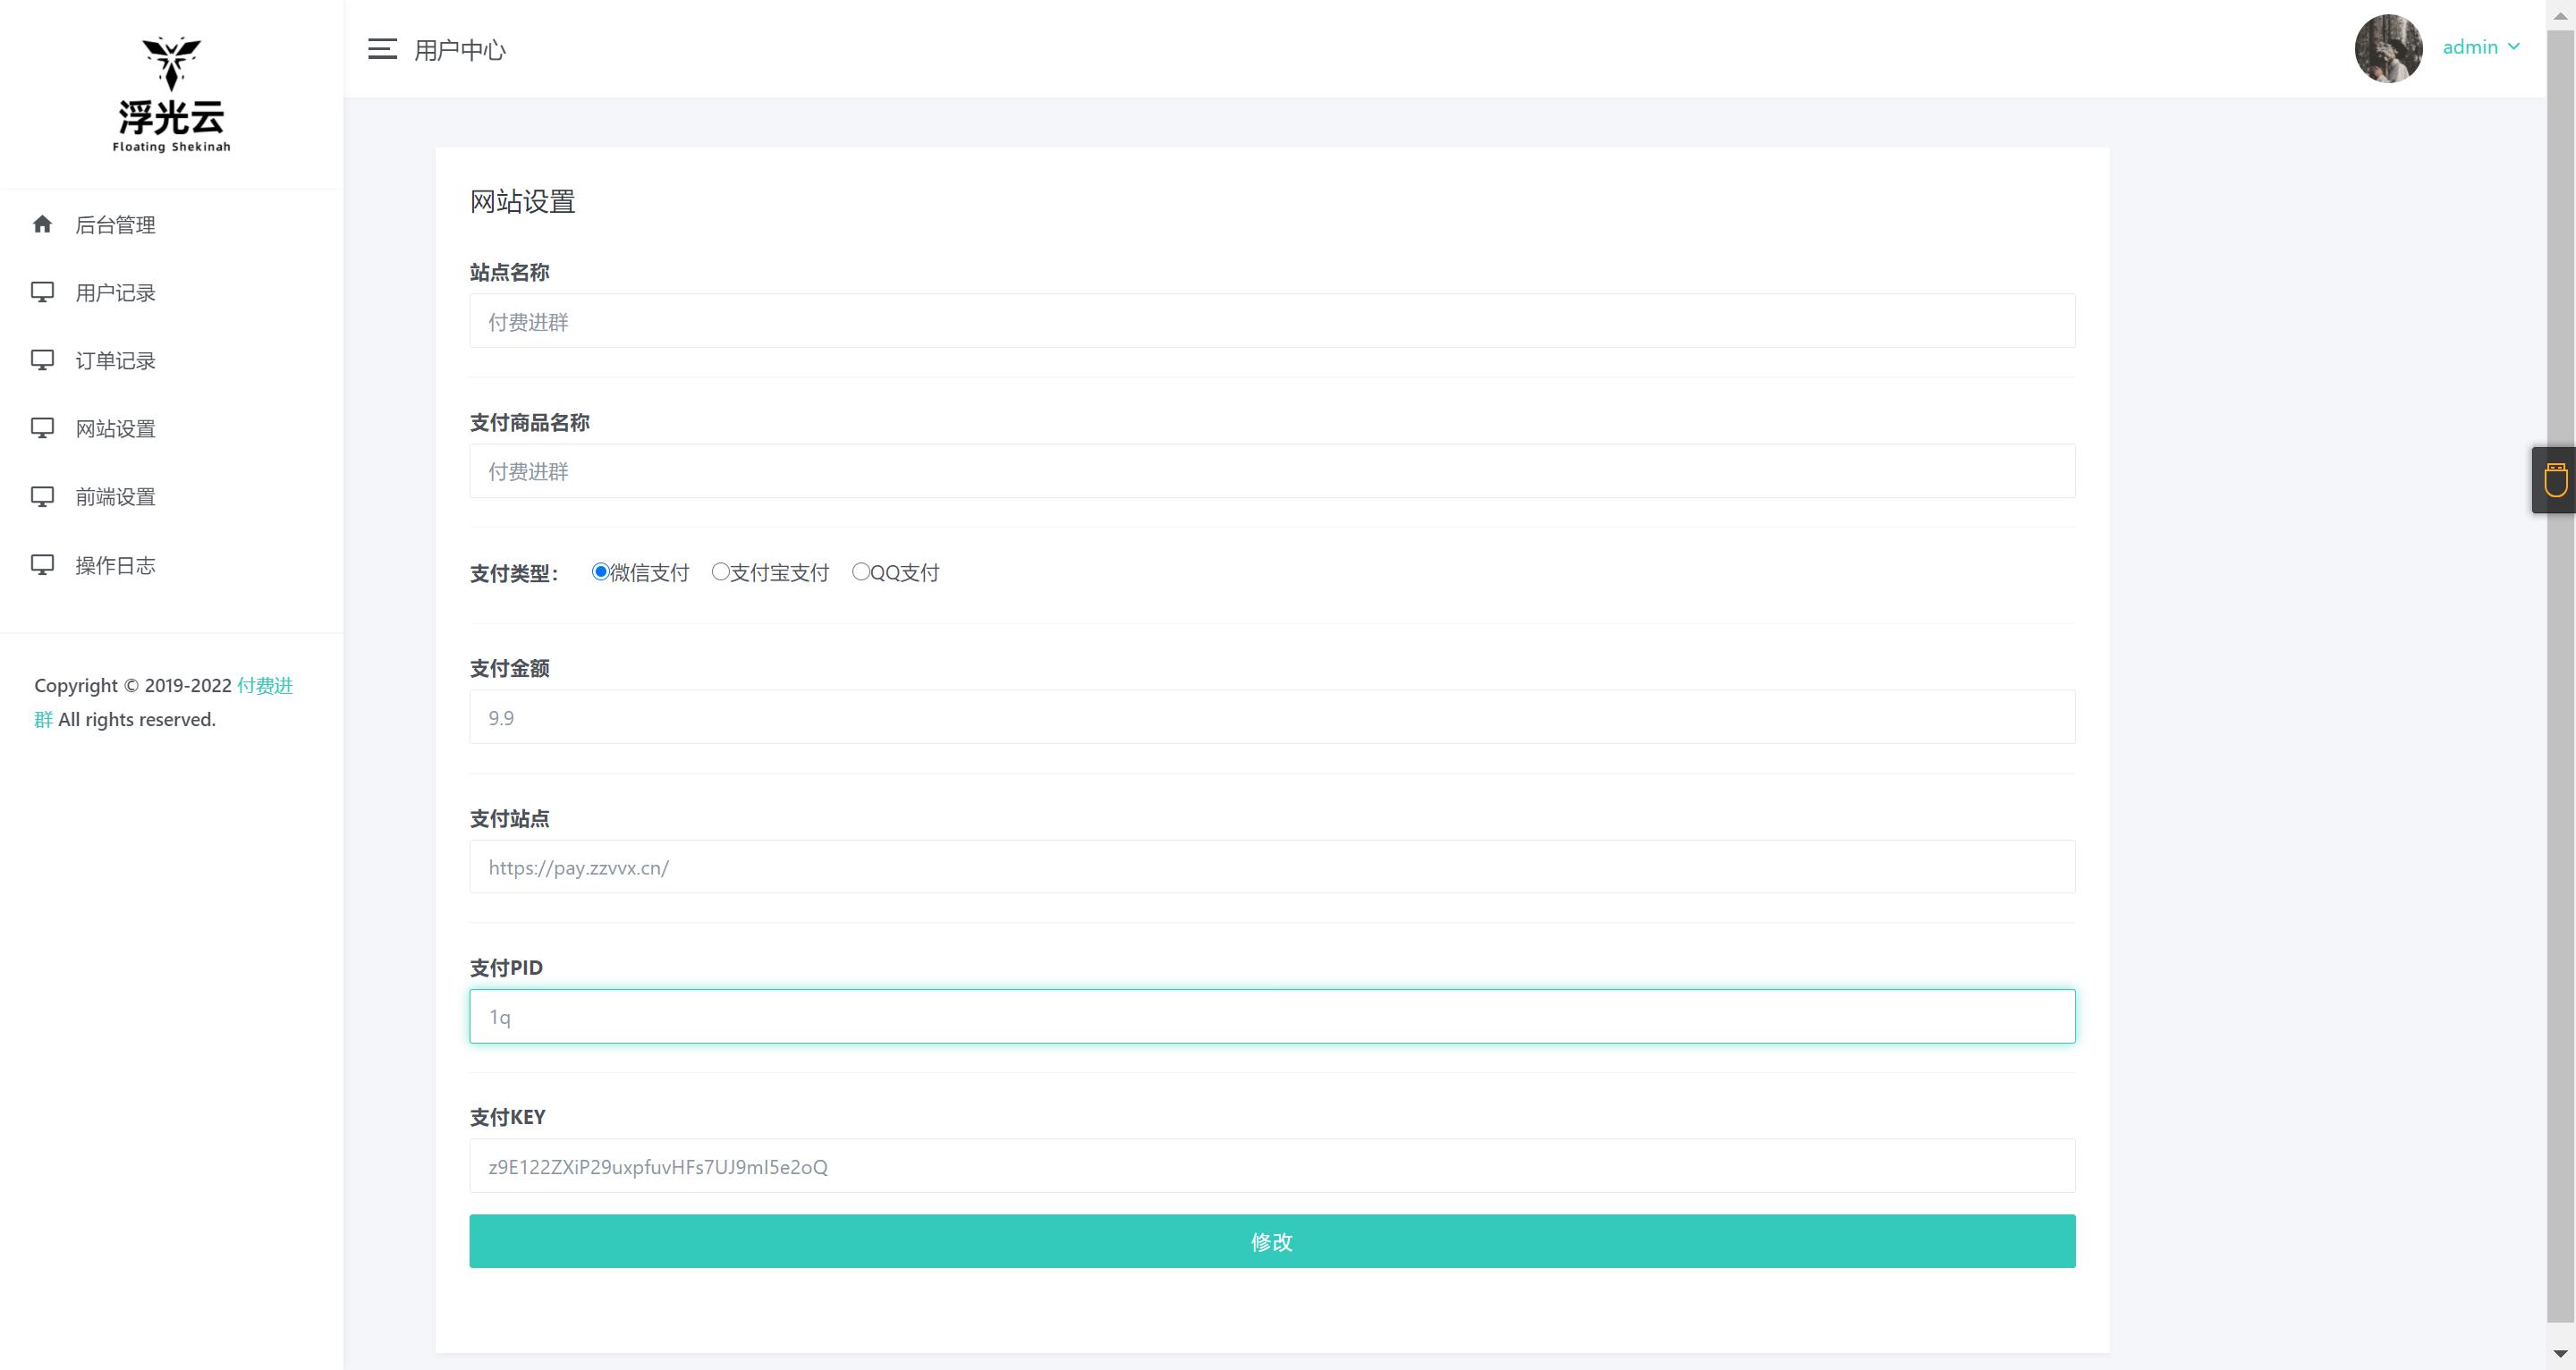 浮光云
Floating Shekinah
用户中心
admin
后台管理
用户记录
订单记录
网站设置
前端设置
操作日志
Copyright © 2019-2022 付费进
群 All rights reserved.
网站设置
站点名称
付费进群
支付商品名称
付费进群
支付类型： 微信支付 支付宝支付 QQ支付
支付金额
9.9
支付站点
https://pay.zzvvx.cn/
支付PID
1q
支付KEY
z9E122ZXiP29uxpfuvHFs7UJ9mI5e2oQ
修改